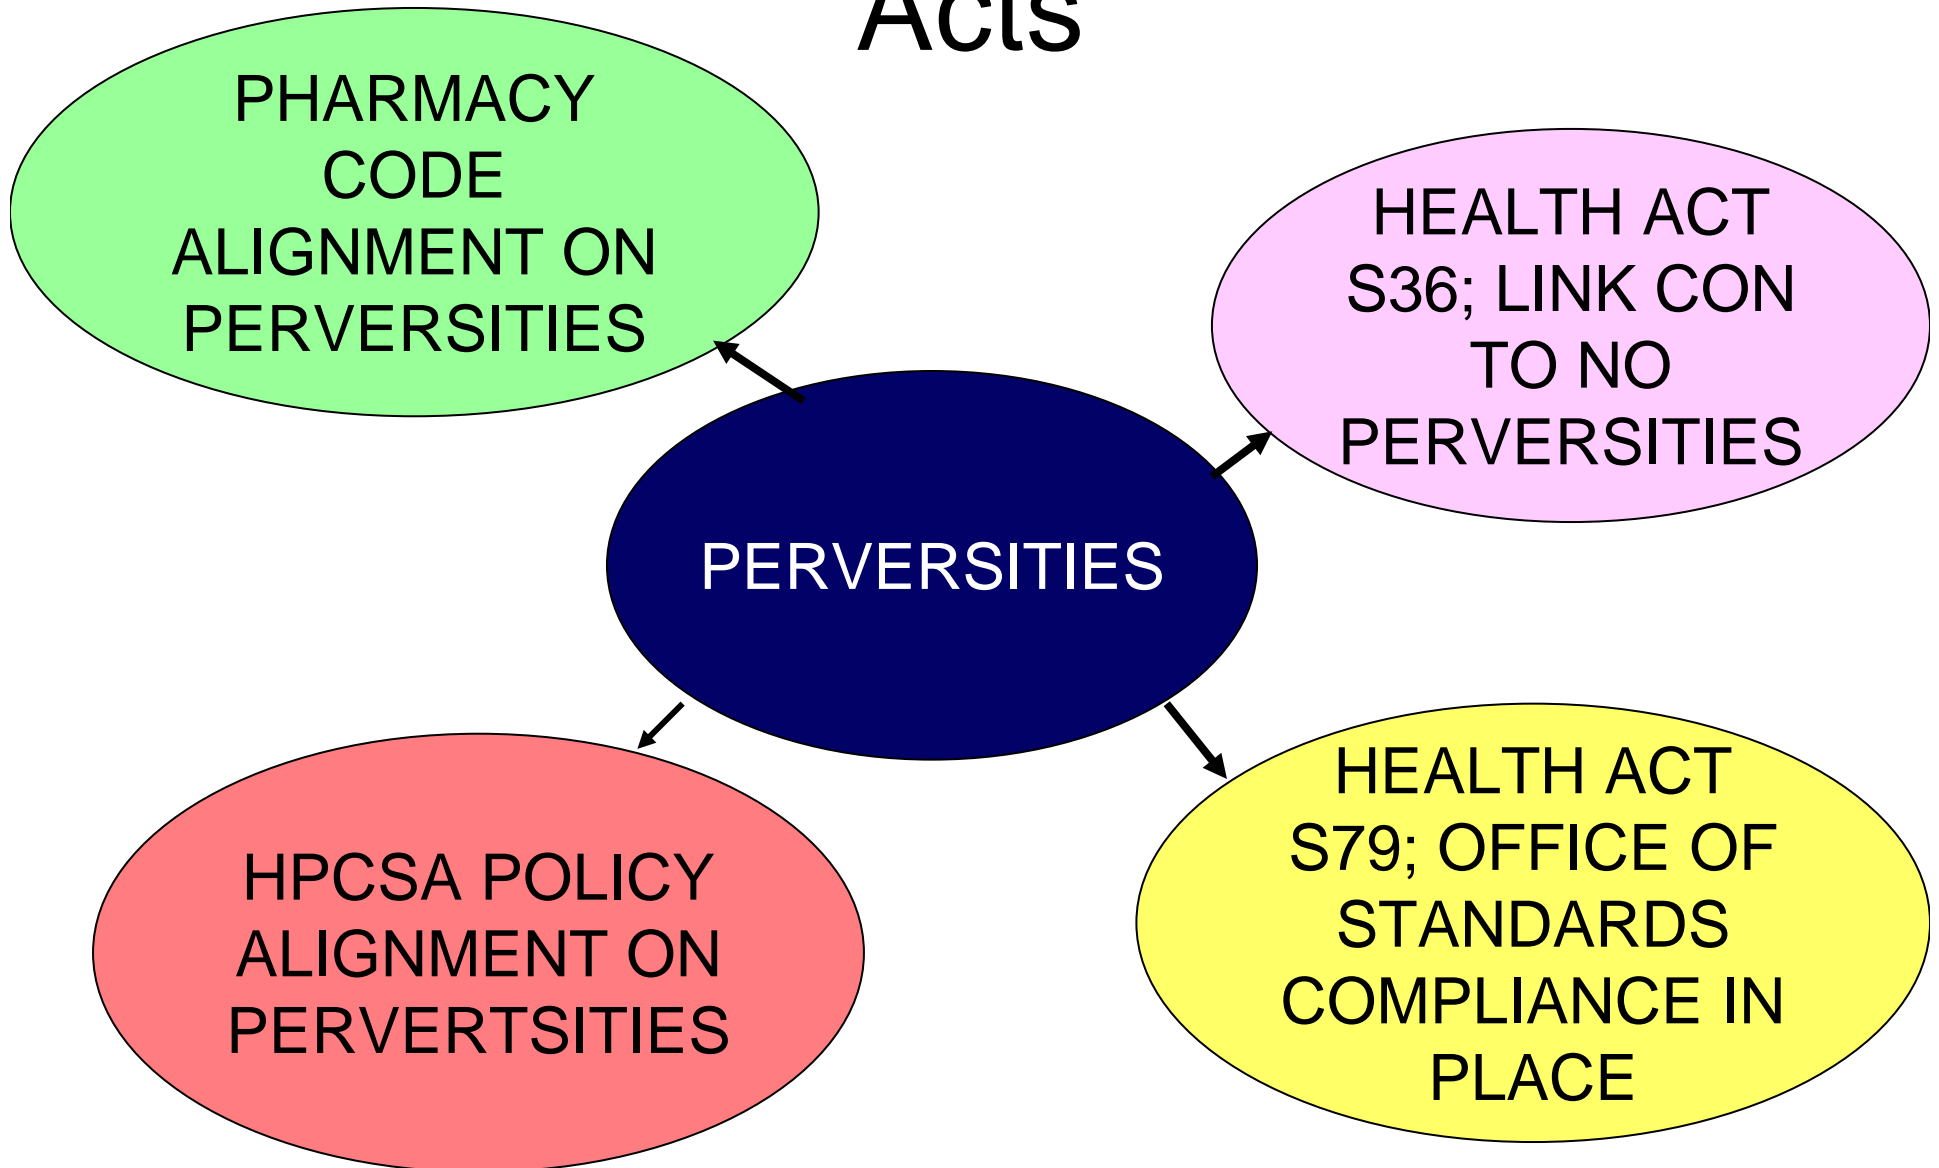 Acts
PHARMACY
CODE
ALIGNMENT ON
PERVERSITIES
HEALTH ACT
S36; LINK CON
TO NO
PERVERSITIES
PERVERSITIES
HPCSA POLICY
ALIGNMENT ON
PERVERTSITIES
HEALTH ACT
S79; OFFICE OF
STANDARDS
COMPLIANCE IN
PLACE